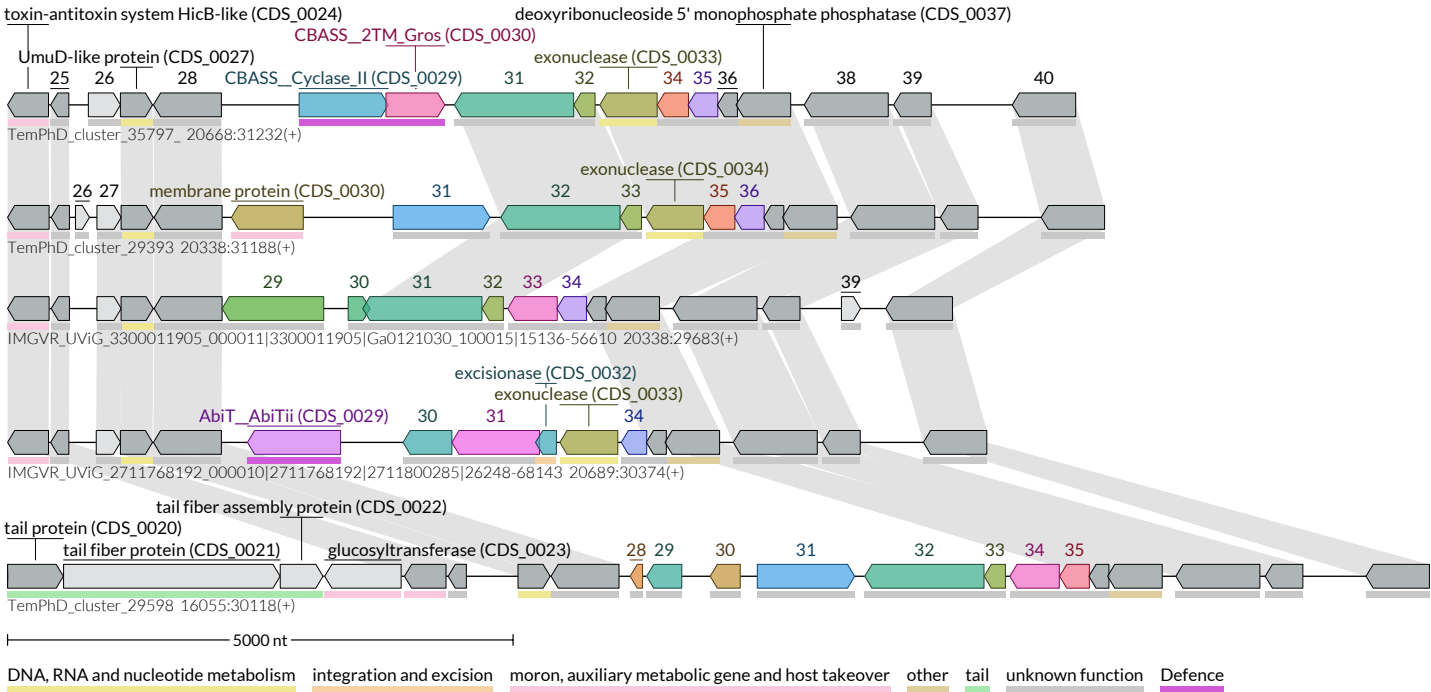 toxin-antitoxin system HicB-like (CDS_0024) deoxyribonucleoside 5' monophosphate phosphatase (CDS_0037)
CBASS__2TM_Gros (CDS_0030)
UmuD-like protein (CDS_0027) exonuclease (CDS_0033)
25 26 28 CBASS__Cyclase_II (CDS_0029) 31 32 34 35 36 38 39 40
TemPhD_cluster_35797_ 20668:31232(+)
exonuclease (CDS_0034)
26 27 membrane protein (CDS_0030) 31 32 33 35 36
TemPhD_cluster_29393 20338:31188(+)
29 30 31 32 33 34 39
IMGVR_UViG_3300011905_000011|3300011905|Ga0121030_100015|15136-56610 20338:29683(+)
excisionase (CDS_0032)
exonuclease (CDS_0033)
AbiT__AbiTii (CDS_0029) 30 31 34
IMGVR_UViG_2711768192_000010|2711768192|2711800285|26248-68143 20689:30374(+)
tail fiber assembly protein (CDS_0022)
tail protein (CDS_0020)
tail fiber protein (CDS_0021) glucosyltransferase (CDS_0023) 28 29 30 31 32 33 34 35
TemPhD_cluster_29598 16055:30118(+)
5000 nt
DNA, RNA and nucleotide metabolism integration and excision moron, auxiliary metabolic gene and host takeover other tail unknown function Defence